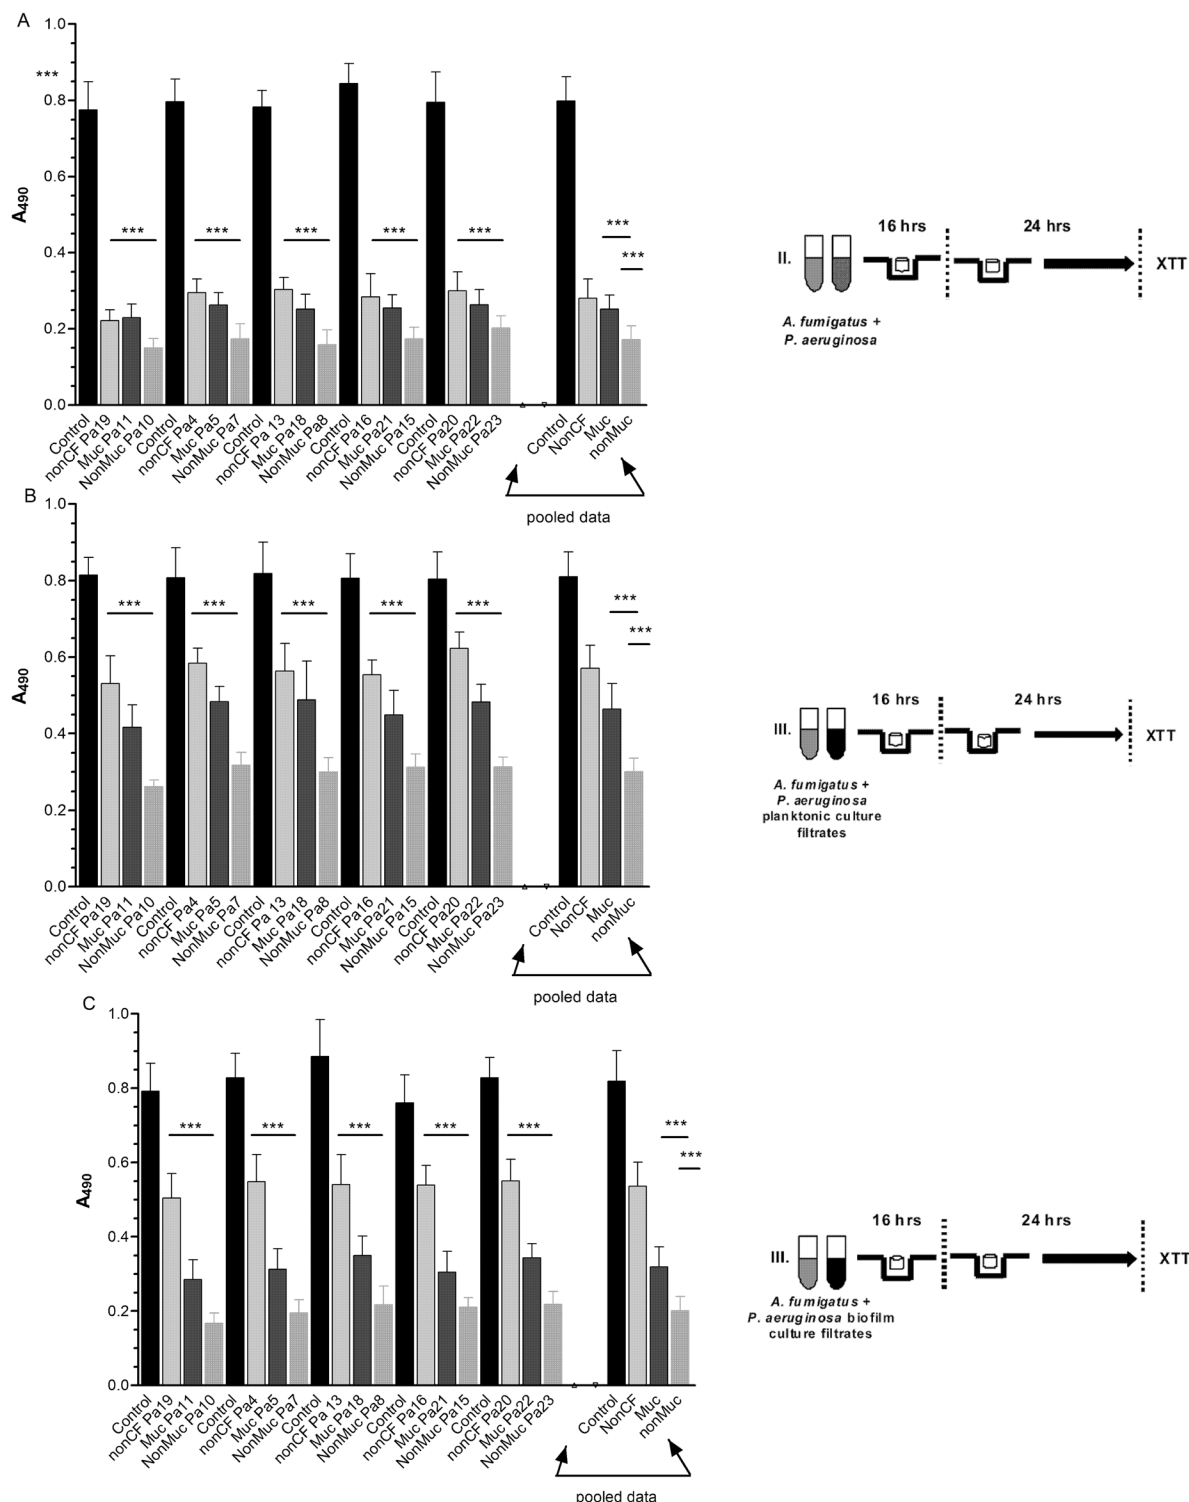 A
1.0
***
0.8
0.6
0.4
0.2
0.0
A490
*** *** *** *** *** *** ***
Control
nonCF Pa19
Muc Pa11
NonMuc Pa10
Control
nonCF Pa4
Muc Pa5
NonMuc Pa7
Control
nonCF Pa 13
Muc Pa18
NonMuc Pa8
Control
nonCF Pa16
Muc Pa21
NonMuc Pa15
Control
nonCF Pa20
Muc Pa22
NonMuc Pa23
Control
NonCF
Muc
nonMuc
pooled data
16 hrs 24 hrs
II.
XTT
A. fumigatus +
P. aeruginosa
B
1.0
0.8
0.6
0.4
0.2
0.0
A490
*** *** *** *** *** *** ***
Control
nonCF Pa19
Muc Pa11
NonMuc Pa10
Control
nonCF Pa4
Muc Pa5
NonMuc Pa7
Control
nonCF Pa 13
Muc Pa18
NonMuc Pa8
Control
nonCF Pa16
Muc Pa21
NonMuc Pa15
Control
nonCF Pa20
Muc Pa22
NonMuc Pa23
Control
NonCF
Muc
nonMuc
pooled data
16 hrs 24 hrs
III.
XTT
A. fumigatus +
P. aeruginosa
planktonic culture
filtrates
C
1.0
0.8
0.6
0.4
0.2
0.0
A490
*** *** *** *** *** *** ***
Control
nonCF Pa19
Muc Pa11
NonMuc Pa10
Control
nonCF Pa4
Muc Pa5
NonMuc Pa7
Control
nonCF Pa 13
Muc Pa18
NonMuc Pa8
Control
nonCF Pa16
Muc Pa21
NonMuc Pa15
Control
nonCF Pa20
Muc Pa22
NonMuc Pa23
Control
NonCF
Muc
nonMuc
pooled data
16 hrs 24 hrs
III.
XTT
A. fumigatus +
P. aeruginosa biofilm
culture filtrates